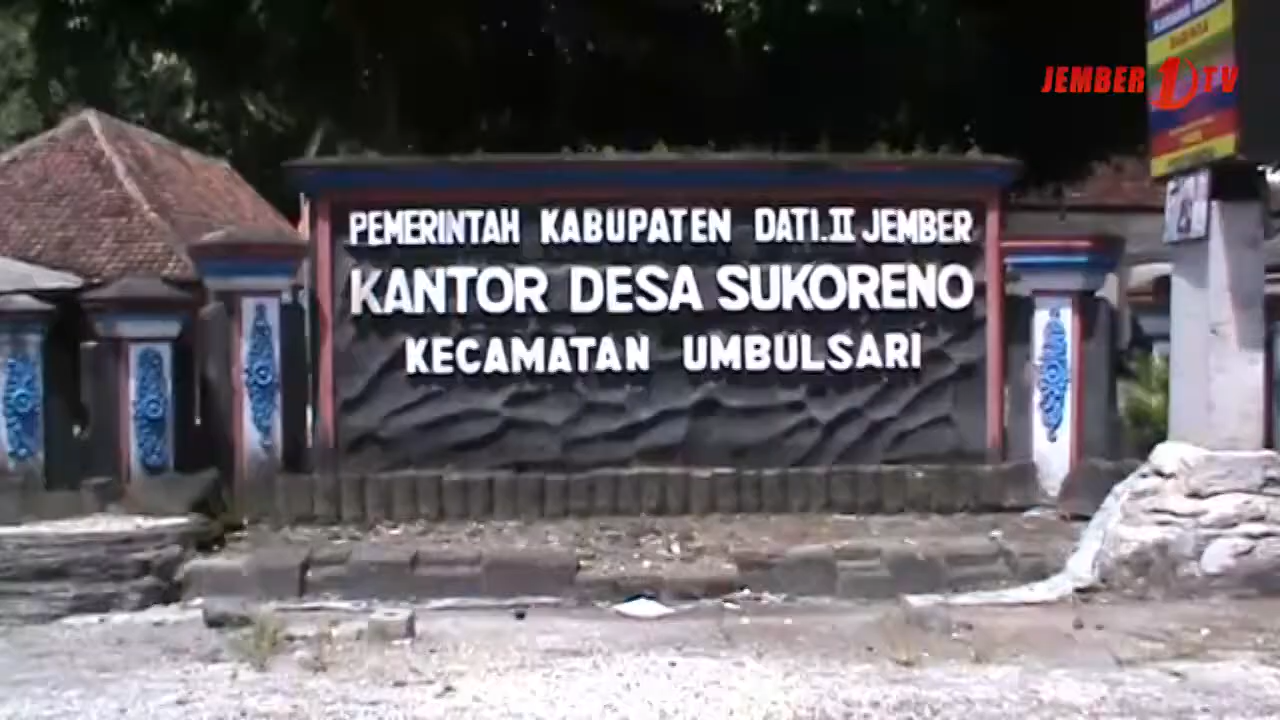 JEMBER 1 TV
PEMERINTAH KABUPATEN DATI.II JEMBER
KANTOR DESA SUKORENO
KECAMATAN UMBULSARI